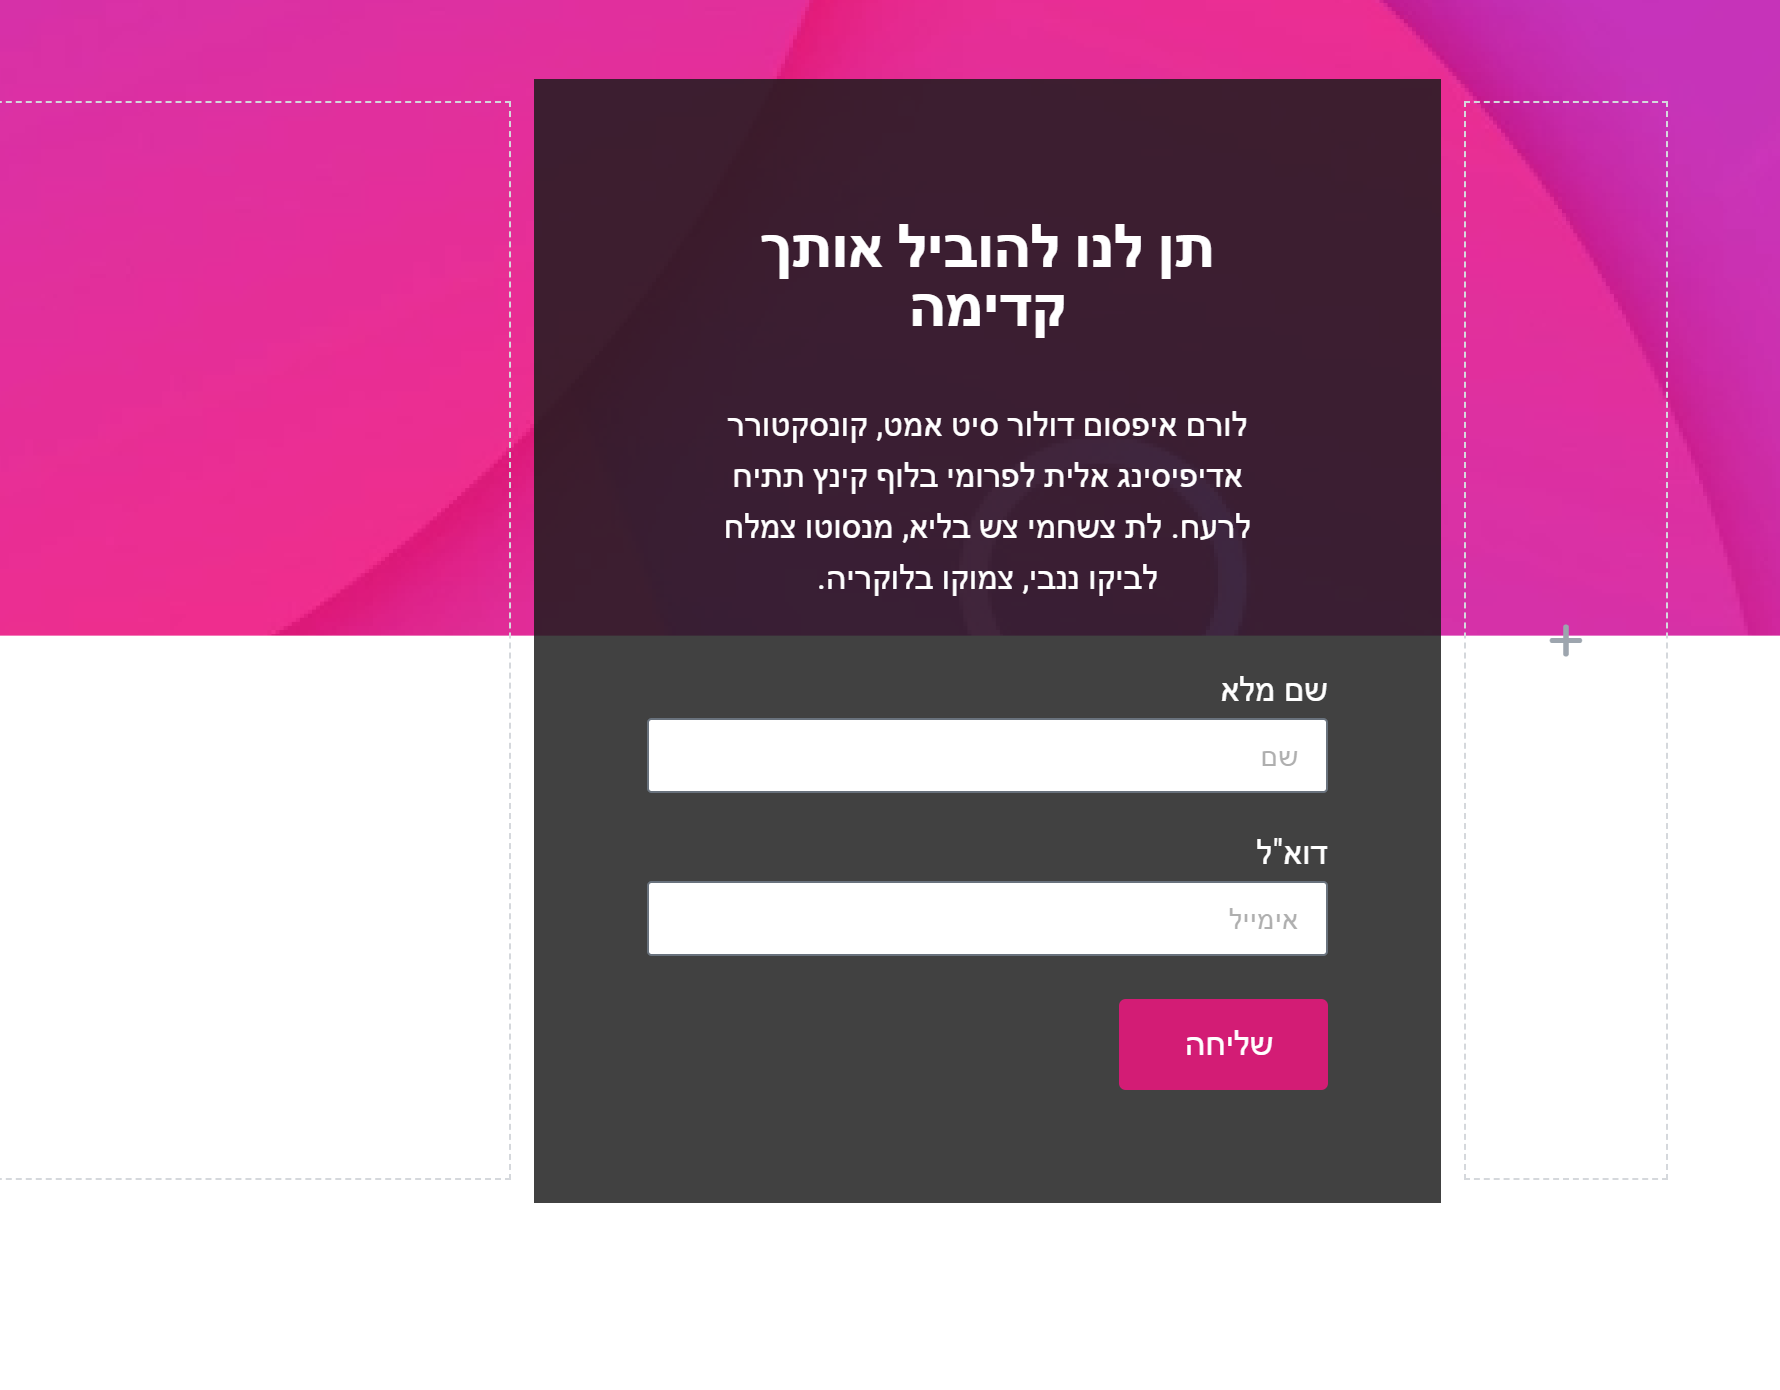 תן לנו להוביל אותך
קדימה
לורם איפסום דולור סיט אמט, קונסקטורר
אדיפיסינג אלית לפרומי בלוף קינץ תתיח
לרעח. לת צשחמי צש בליא, מנסוטו צמלח
לביקו ננבי, צמוקו בלוקריה.
שם מלא
שם
דוא"ל
אימייל
שליחה